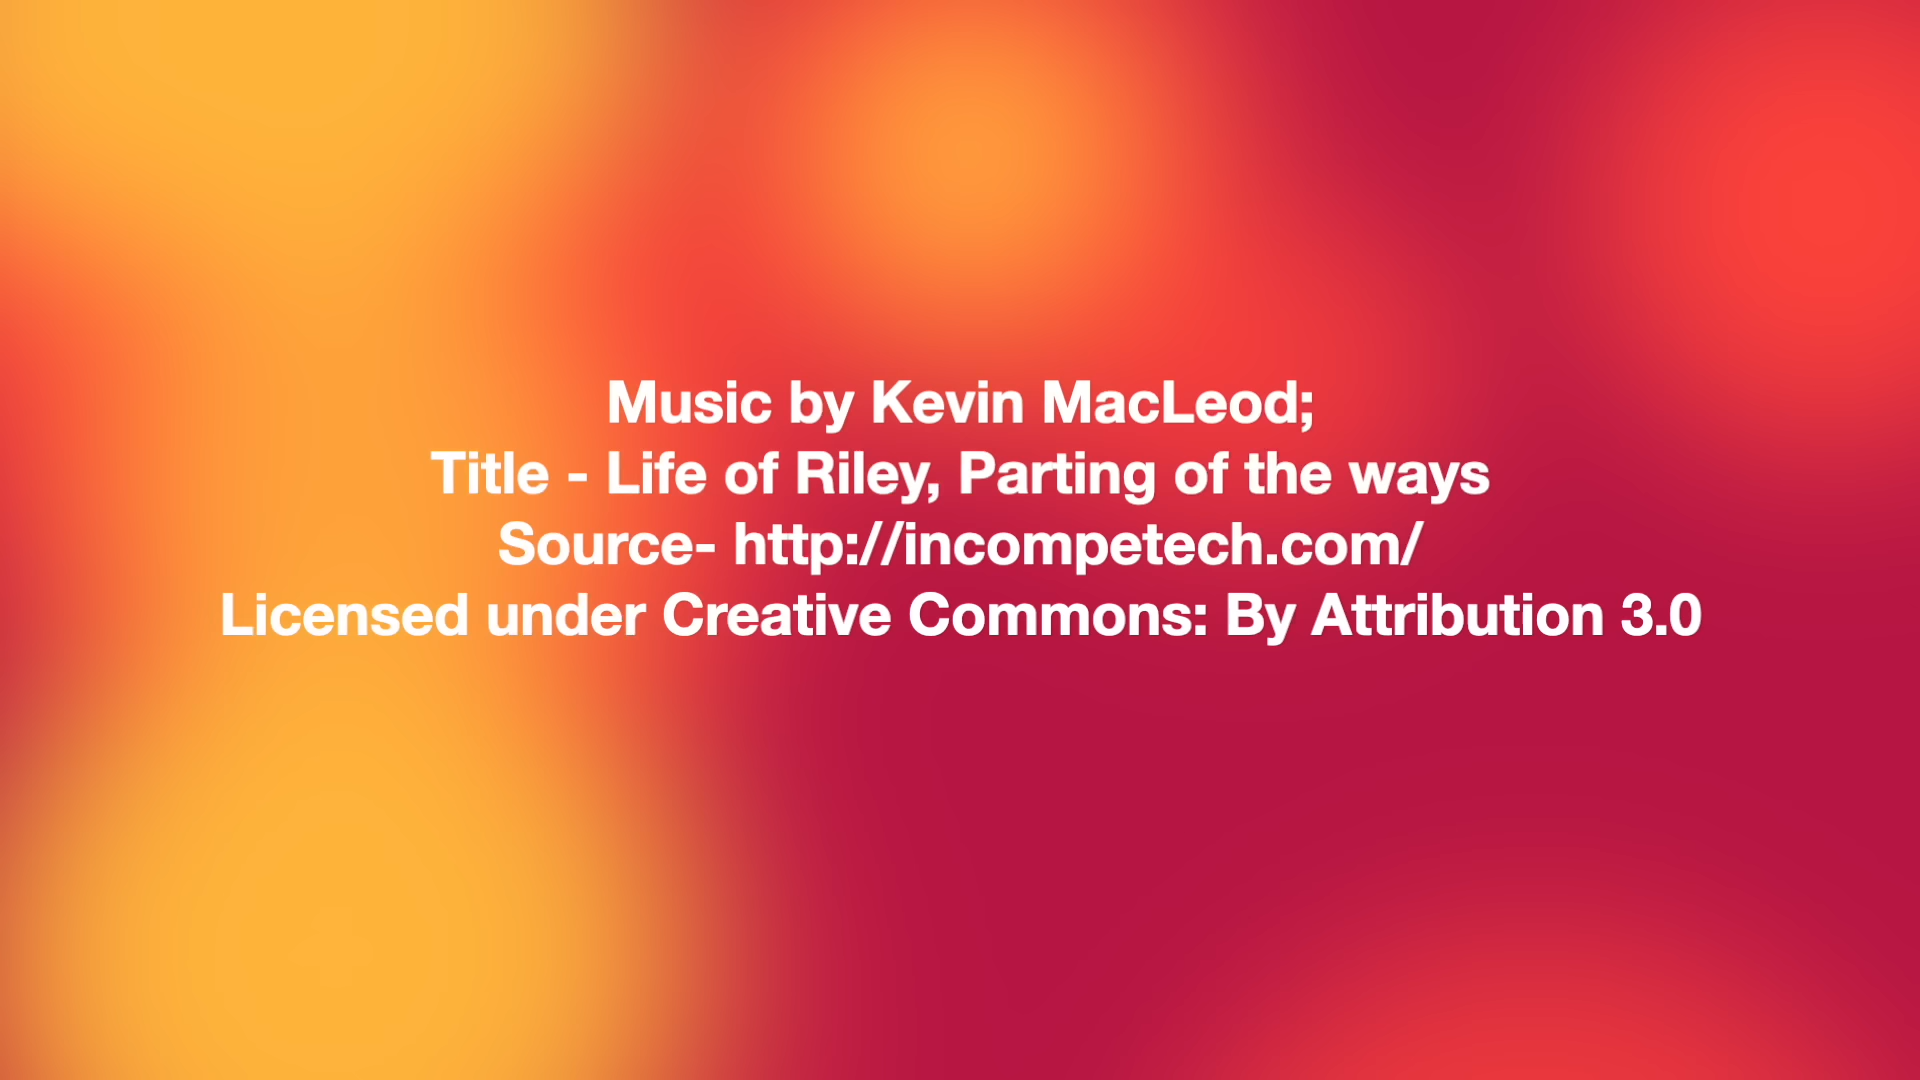 Music by Kevin MacLeod;
Title - Life of Riley, Parting of the ways
Source- http://incompetech.com/
Licensed under Creative Commons: By Attribution 3.0